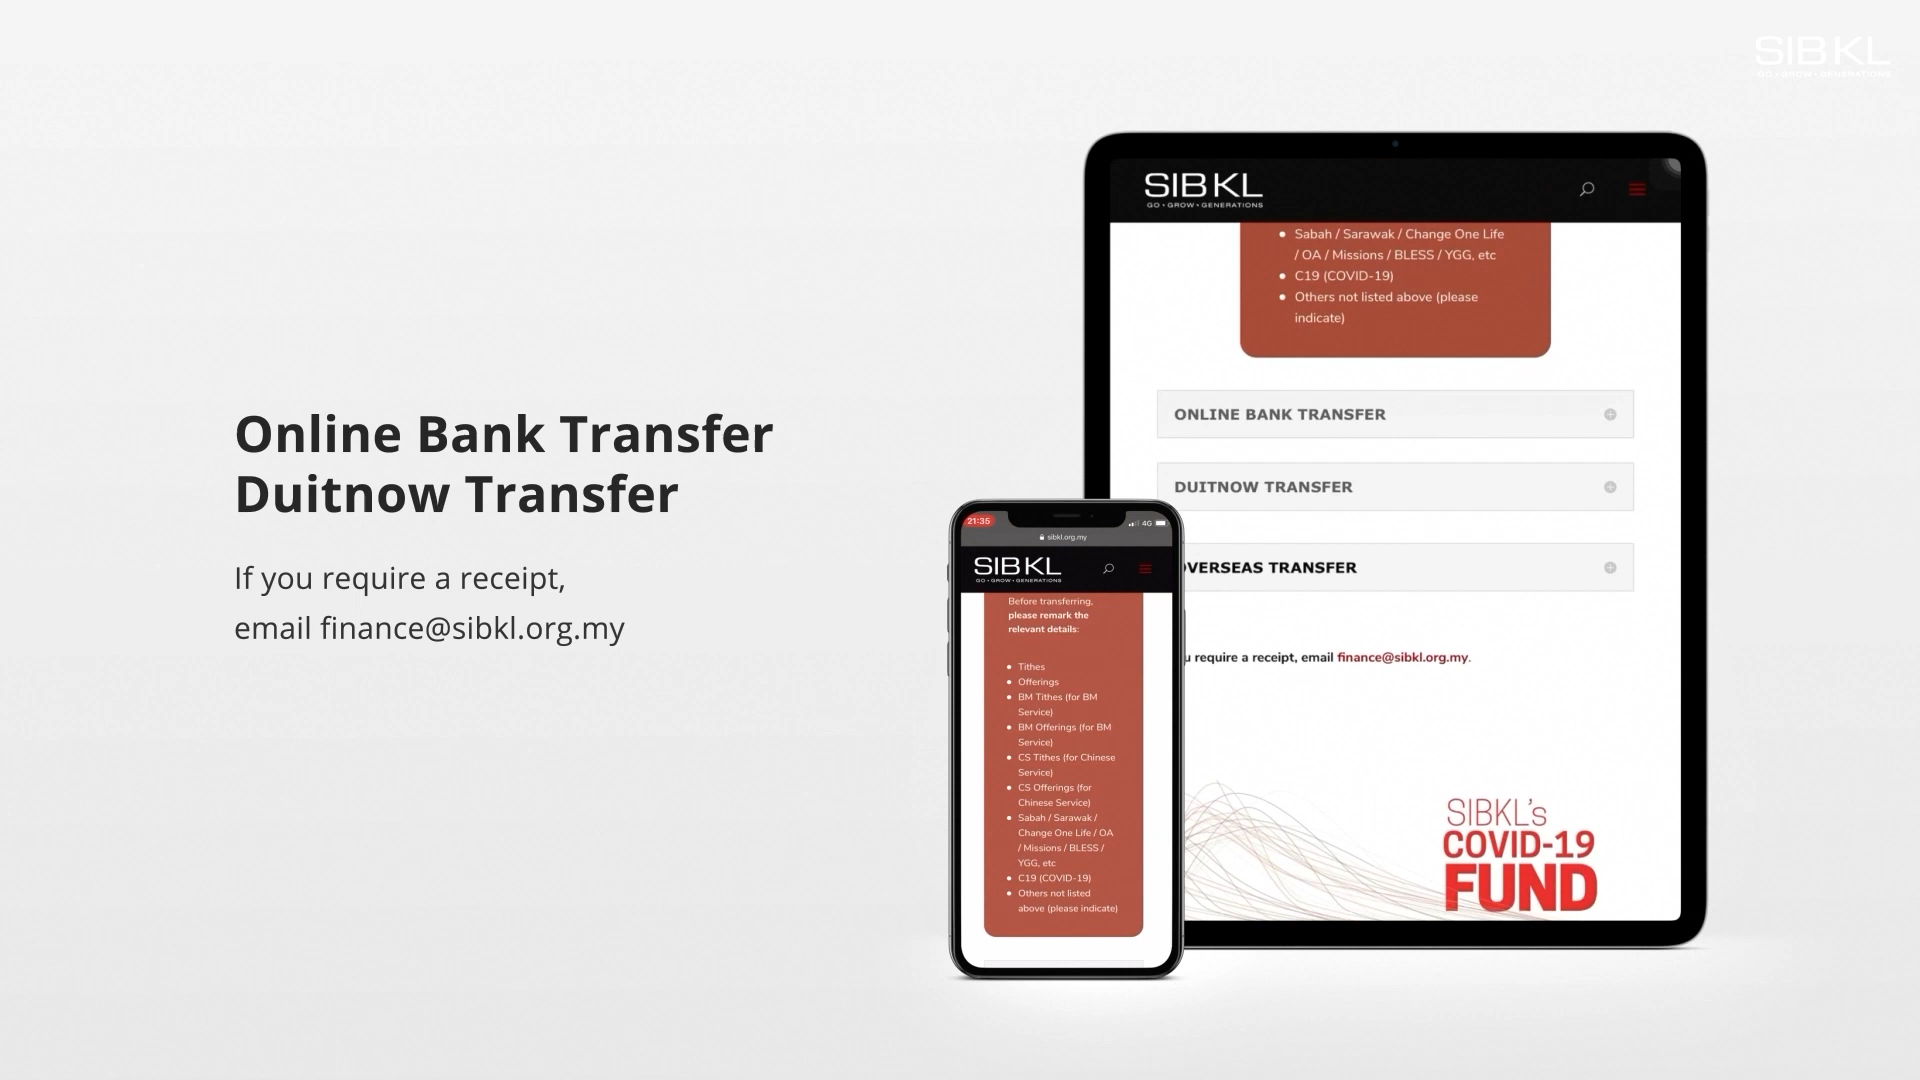 SIBKL
GO • GROW • GENERATIONS
Online Bank Transfer
Duitnow Transfer
If you require a receipt,
email finance@sibkl.org.my
SIBKL
GO • GROW • GENERATIONS
Sabah / Sarawak / Change One Life
/ OA / Missions / BLESS / YGG, etc
C19 (COVID-19)
Others not listed above (please
indicate)
ONLINE BANK TRANSFER
DUITNOW TRANSFER
OVERSEAS TRANSFER
u require a receipt, email finance@sibkl.org.my.
SIBKL's
COVID-19
FUND
21:35
4G
sibkl.org.my
SIBKL
GO • GROW • GENERATIONS
Before transferring,
please remark the
relevant details:
Tithes
Offerings
BM Tithes (for BM
Service)
BM Offerings (for BM
Service)
CS Tithes (for Chinese
Service)
CS Offerings (for
Chinese Service)
Sabah / Sarawak /
Change One Life / OA
/ Missions / BLESS /
YGG, etc
C19 (COVID-19)
Others not listed
above (please indicate)